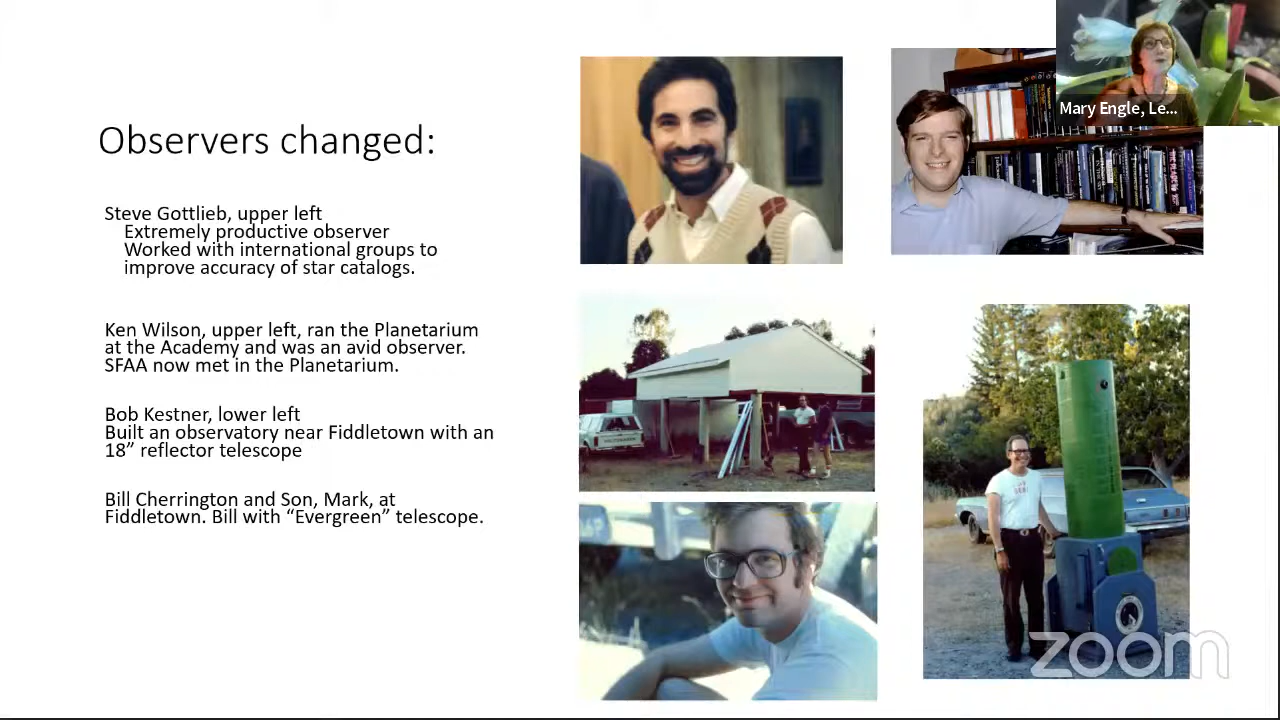 Observers changed:
Steve Gottlieb, upper left
Extremely productive observer
Worked with international groups to
improve accuracy of star catalogs.
Ken Wilson, upper left, ran the Planetarium
at the Academy and was an avid observer.
SFAA now met in the Planetarium.
Bob Kestner, lower left
Built an observatory near Fiddletown with an
18” reflector telescope
Bill Cherrington and Son, Mark, at
Fiddletown. Bill with “Evergreen” telescope.
Mary Engle, Le...
zoom